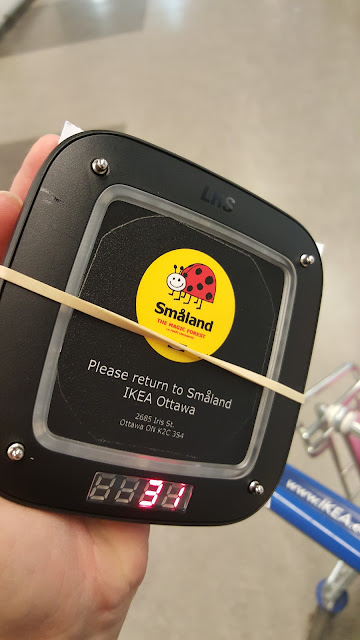 LRS
Småland
THE MAGIC FOREST
Please return to Småland
IKEA Ottawa
2685 Iris St.
Ottawa ON K2C 3S4
31
www.IKEA.c